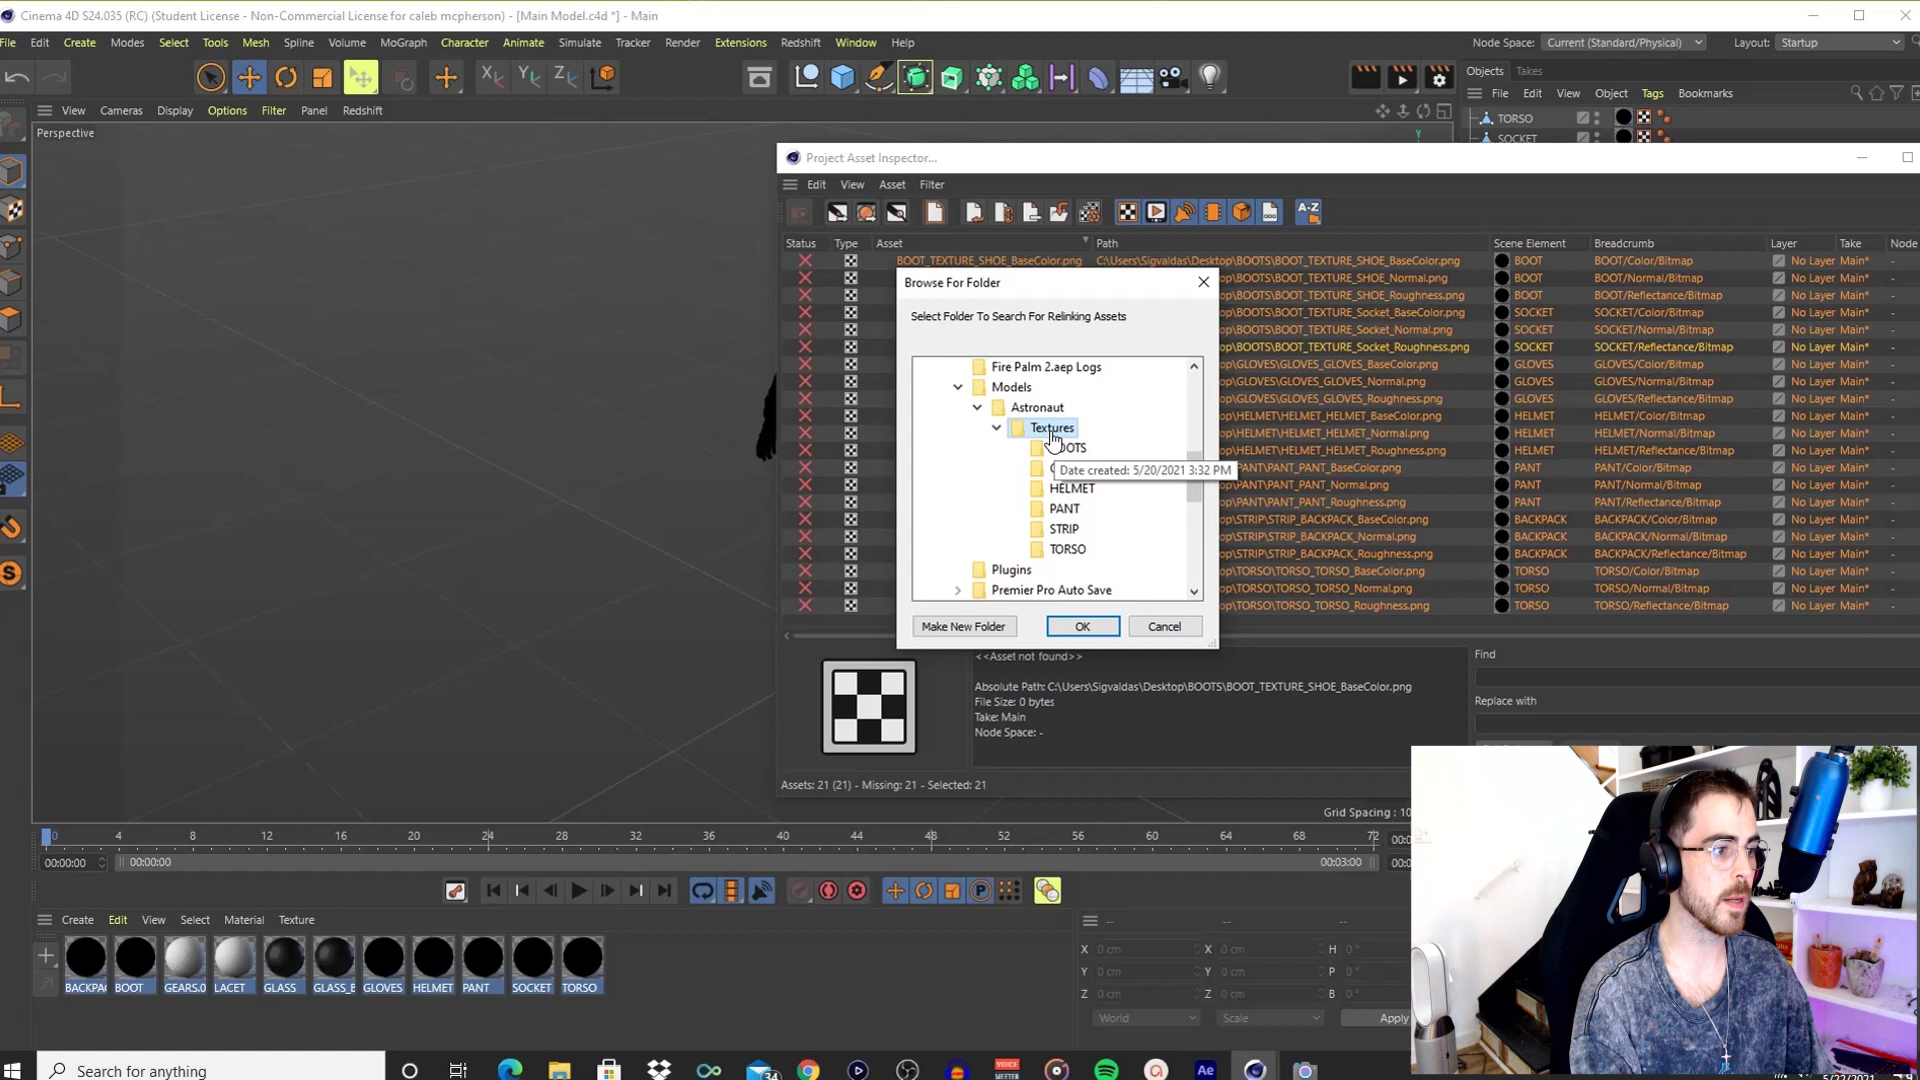 Cinema 4D S24.035 (RC) (Student License - Non-Commercial License for caleb mcpherson) - [Main Model.c4d *] - Main
File Edit Create Modes Select Tools Mesh Spline Volume MoGraph Character Animate Simulate Tracker Render Extensions Redshift Window Help
Node Space: Current (Standard/Physical) Layout: Startup
Objects Takes
View Cameras Display Options Filter Panel Redshift
File Edit View Object Tags Bookmarks
Perspective
Y
TORSO
SOCKET
Project Asset Inspector...
Edit View Asset Filter
A-Z
Status Type Asset Path Scene Element Breadcrumb Layer Take Node
BOOT_TEXTURE_SHOE_BaseColor.png C:\Users\Sigvaldas\Desktop\BOOTS\BOOT_TEXTURE_SHOE_BaseColor.png BOOT BOOT/Color/Bitmap No Layer Main* -
op\BOOTS\BOOT_TEXTURE_SHOE_Normal.png BOOT BOOT/Normal/Bitmap No Layer Main* -
op\BOOTS\BOOT_TEXTURE_SHOE_Roughness.png BOOT BOOT/Reflectance/Bitmap No Layer Main* -
op\BOOTS\BOOT_TEXTURE_Socket_BaseColor.png SOCKET SOCKET/Color/Bitmap No Layer Main* -
op\BOOTS\BOOT_TEXTURE_Socket_Normal.png SOCKET SOCKET/Normal/Bitmap No Layer Main* -
op\BOOTS\BOOT_TEXTURE_Socket_Roughness.png SOCKET SOCKET/Reflectance/Bitmap No Layer Main* -
op\GLOVES\GLOVES_GLOVES_BaseColor.png GLOVES GLOVES/Color/Bitmap No Layer Main* -
op\GLOVES\GLOVES_GLOVES_Normal.png GLOVES GLOVES/Normal/Bitmap No Layer Main* -
op\GLOVES\GLOVES_GLOVES_Roughness.png GLOVES GLOVES/Reflectance/Bitmap No Layer Main* -
op\HELMET\HELMET_HELMET_BaseColor.png HELMET HELMET/Color/Bitmap No Layer Main* -
op\HELMET\HELMET_HELMET_Normal.png HELMET HELMET/Normal/Bitmap No Layer Main* -
op\HELMET\HELMET_HELMET_Roughness.png HELMET HELMET/Reflectance/Bitmap No Layer Main* -
op\PANT\PANT_PANT_BaseColor.png PANT PANT/Color/Bitmap No Layer Main* -
op\PANT\PANT_PANT_Normal.png PANT PANT/Normal/Bitmap No Layer Main* -
op\PANT\PANT_PANT_Roughness.png PANT PANT/Reflectance/Bitmap No Layer Main* -
op\STRIP\STRIP_BACKPACK_BaseColor.png BACKPACK BACKPACK/Color/Bitmap No Layer Main* -
op\STRIP\STRIP_BACKPACK_Normal.png BACKPACK BACKPACK/Normal/Bitmap No Layer Main* -
op\STRIP\STRIP_BACKPACK_Roughness.png BACKPACK BACKPACK/Reflectance/Bitmap No Layer Main* -
op\TORSO\TORSO_TORSO_BaseColor.png TORSO TORSO/Color/Bitmap No Layer Main* -
op\TORSO\TORSO_TORSO_Normal.png TORSO TORSO/Normal/Bitmap No Layer Main* -
op\TORSO\TORSO_TORSO_Roughness.png TORSO TORSO/Reflectance/Bitmap No Layer Main* -
Browse For Folder
Select Folder To Search For Relinking Assets
Fire Palm 2.aep Logs
Models
Astronaut
Textures
OOTS
Date created: 5/20/2021 3:32 PM
HELMET
PANT
STRIP
TORSO
Plugins
Premier Pro Auto Save
Make New Folder OK Cancel
<<Asset not found>>
Absolute Path: C:\Users\Sigvaldas\Desktop\BOOTS\BOOT_TEXTURE_SHOE_BaseColor.png
File Size: 0 bytes
Take: Main
Node Space: -
Find
Replace with
Assets: 21 (21) - Missing: 21 - Selected: 21
Grid Spacing : 10
0 4 8 12 16 20 24 28 32 36 40 44 48 52 56 60 64 68 72 00:0
00:00:00 00:00:00 00:03:00 00:0
Create Edit View Select Material Texture
BACKPA BOOT GEARS.0 LACET GLASS GLASS_E GLOVES HELMET PANT SOCKET TORSO
-- -- --
X 0 cm X 0 cm H 0°
Y 0 cm Y 0 cm P 0°
Z 0 cm Z 0 cm B 0°
World Scale Apply
Search for anything
34
VOICE MEETER
Ae